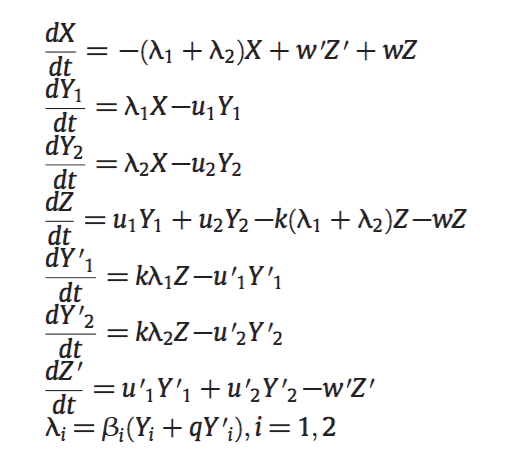 dX/dt = −(λ₁ + λ₂)X + w′Z′ + wZ
dY₁/dt = λ₁X−u₁Y₁
dY₂/dt = λ₂X−u₂Y₂
dZ/dt = u₁Y₁ + u₂Y₂−k(λ₁ + λ₂)Z−wZ
dY′₁/dt = kλ₁Z−u′₁Y′₁
dY′₂/dt = kλ₂Z−u′₂Y′₂
dZ′/dt = u′₁Y′₁ + u′₂Y′₂−w′Z′
λᵢ = βᵢ(Yᵢ + qY′ᵢ), i = 1, 2